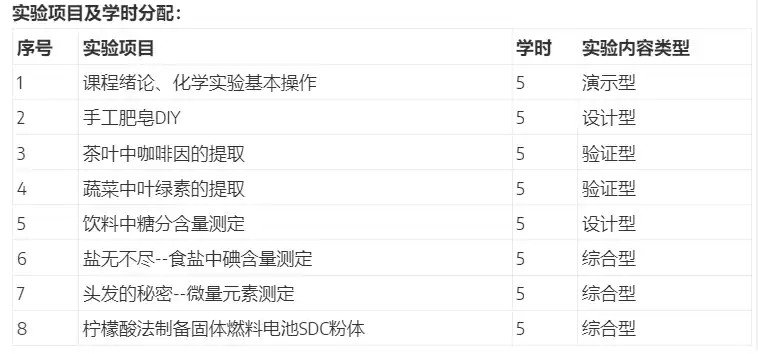 实验项目及学时分配：
序号 实验项目 学时 实验内容类型
1 课程绪论、化学实验基本操作 5 演示型
2 手工肥皂DIY 5 设计型
3 茶叶中咖啡因的提取 5 验证型
4 蔬菜中叶绿素的提取 5 验证型
5 饮料中糖分含量测定 5 设计型
6 盐无不尽--食盐中碘含量测定 5 综合型
7 头发的秘密--微量元素测定 5 综合型
8 柠檬酸法制备固体燃料电池SDC粉体 5 综合型